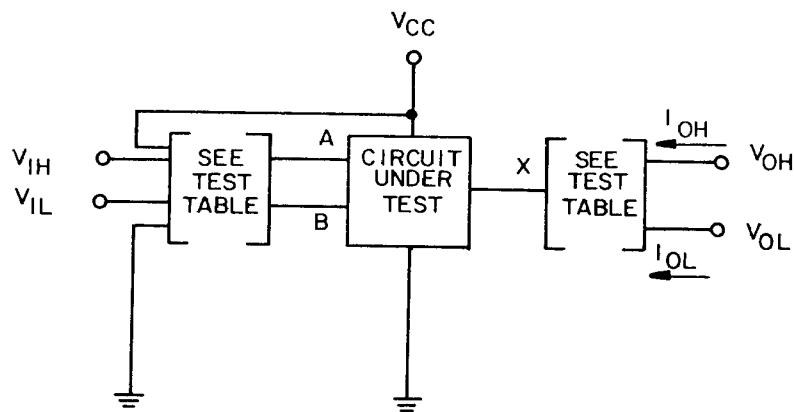 VCC
VIH
VIL
SEE
TEST
TABLE
A
B
CIRCUIT
UNDER
TEST
X
SEE
TEST
TABLE
IOH
VOH
VOL
IOL